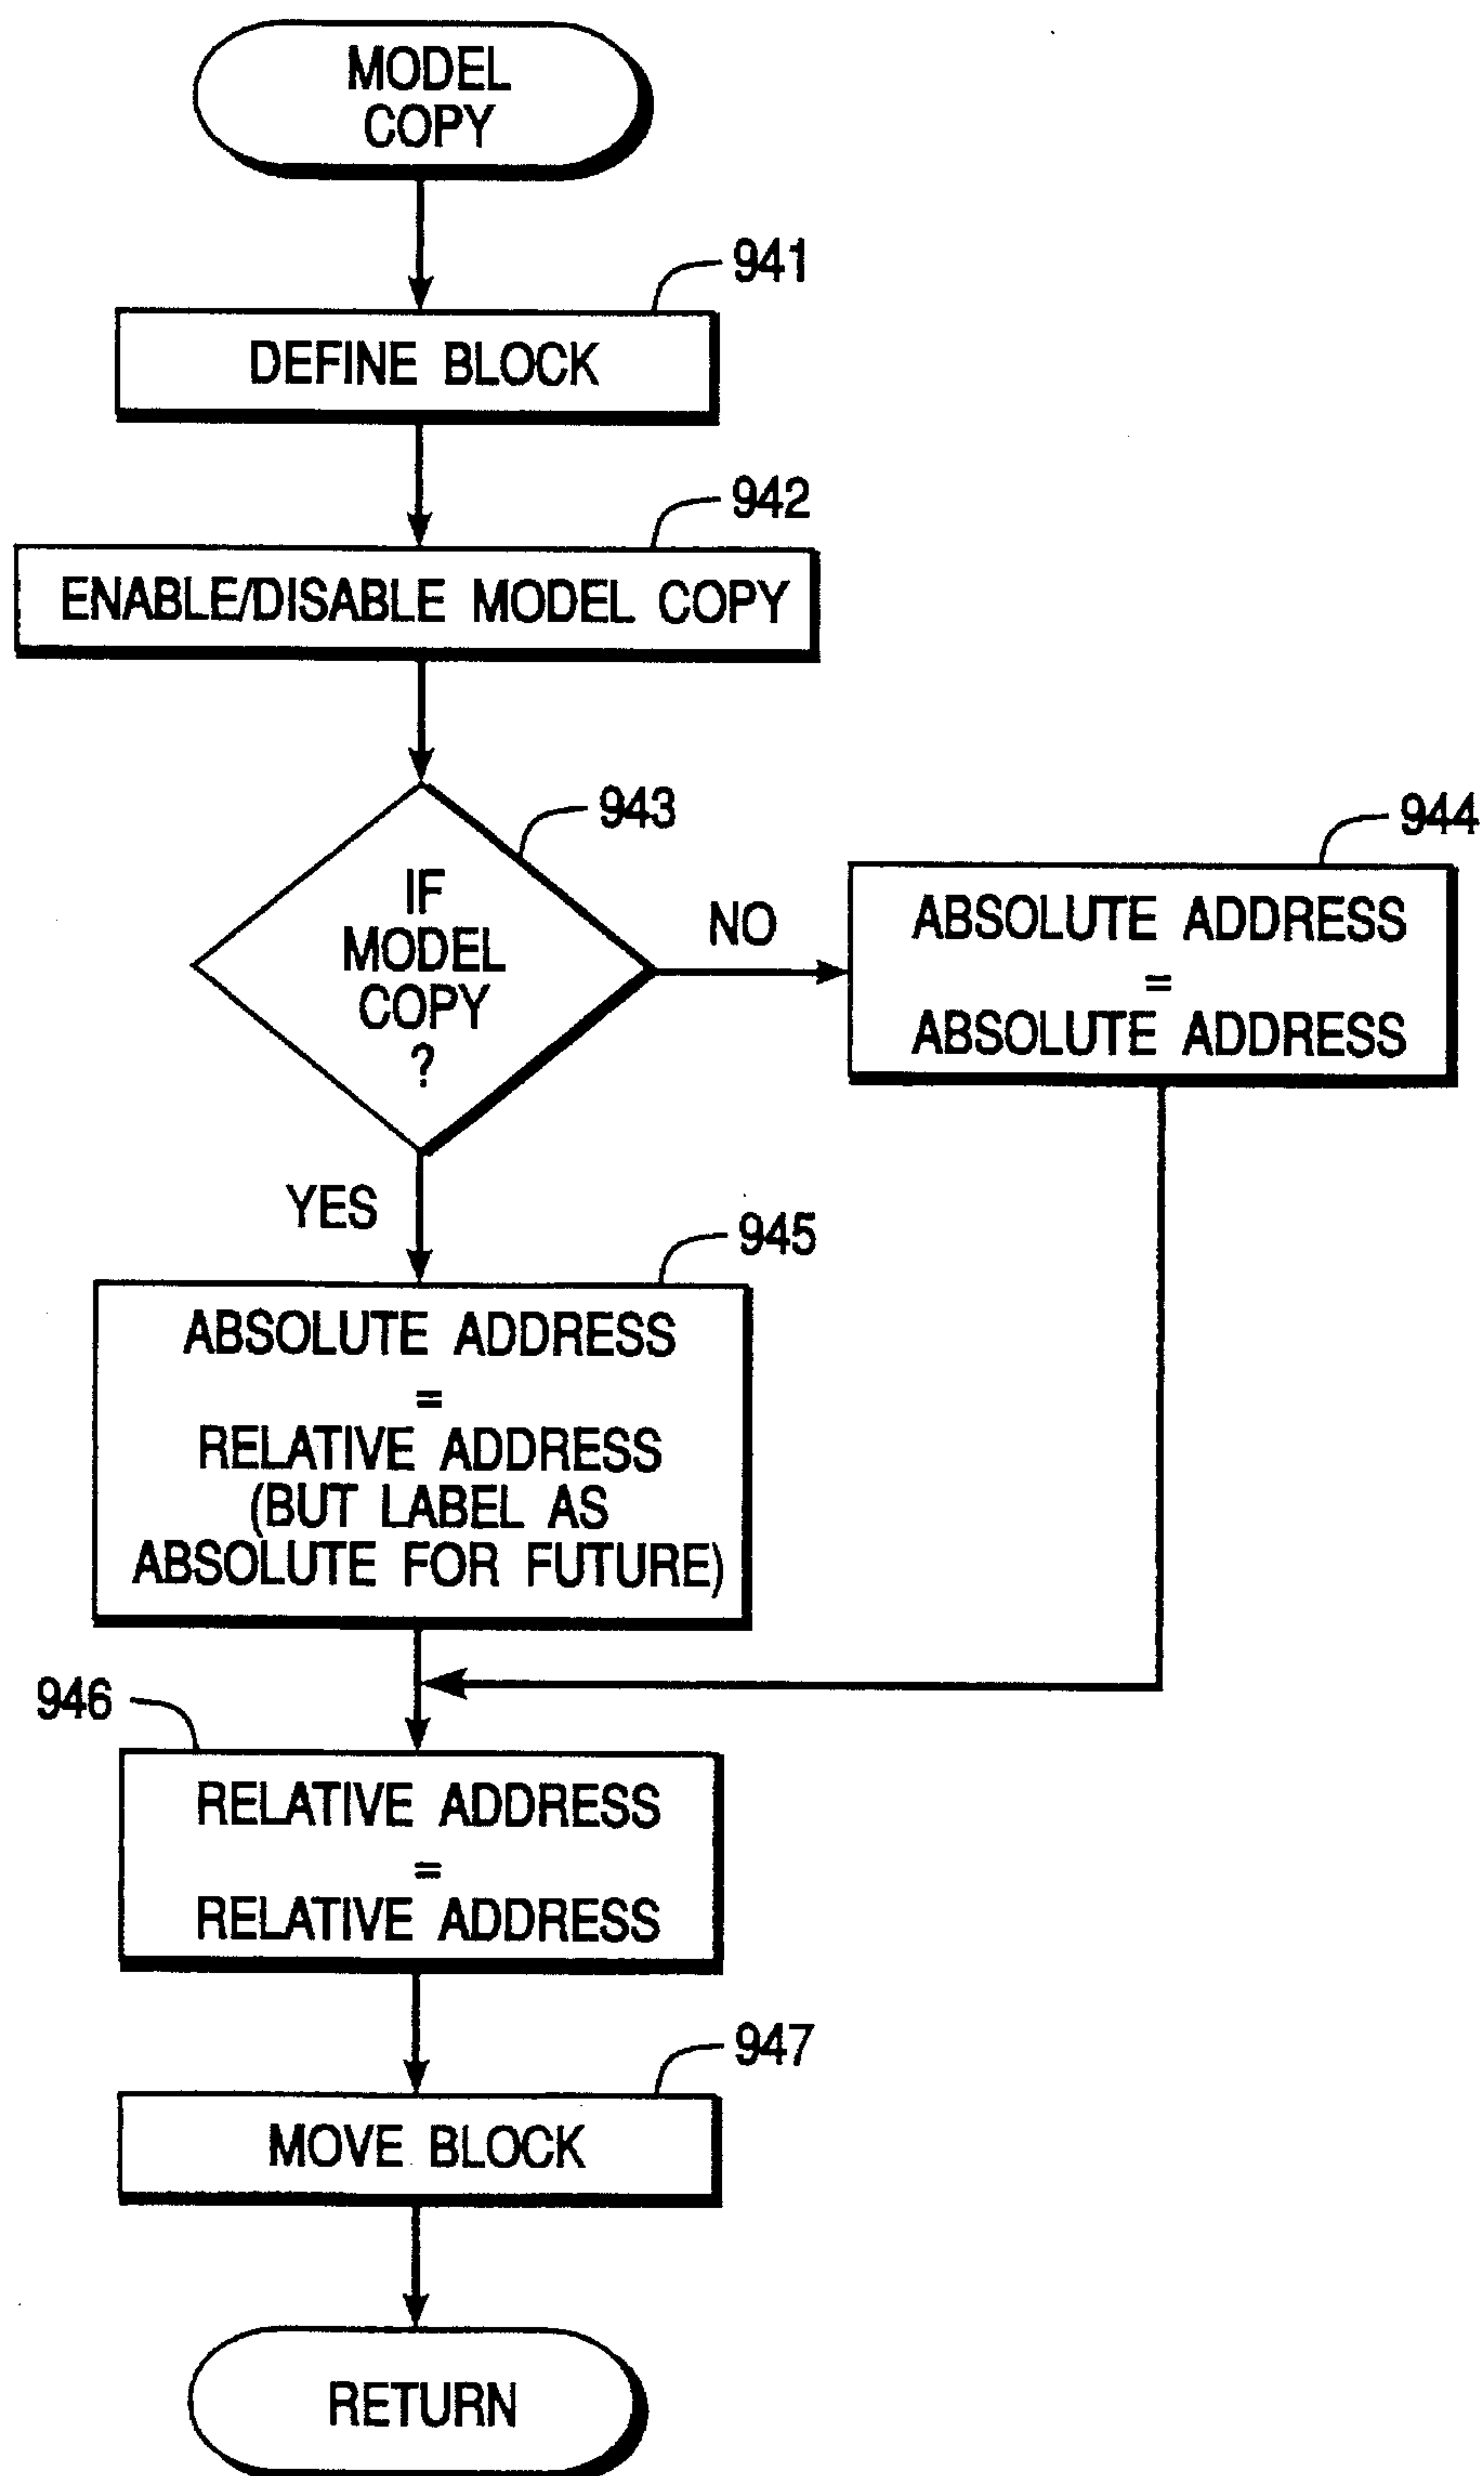 MODEL
COPY
941
DEFINE BLOCK
942
ENABLE/DISABLE MODEL COPY
943
IF
MODEL
COPY
?
NO
944
ABSOLUTE ADDRESS
=
ABSOLUTE ADDRESS
YES
945
ABSOLUTE ADDRESS
=
RELATIVE ADDRESS
(BUT LABEL AS
ABSOLUTE FOR FUTURE)
946
RELATIVE ADDRESS
=
RELATIVE ADDRESS
947
MOVE BLOCK
RETURN